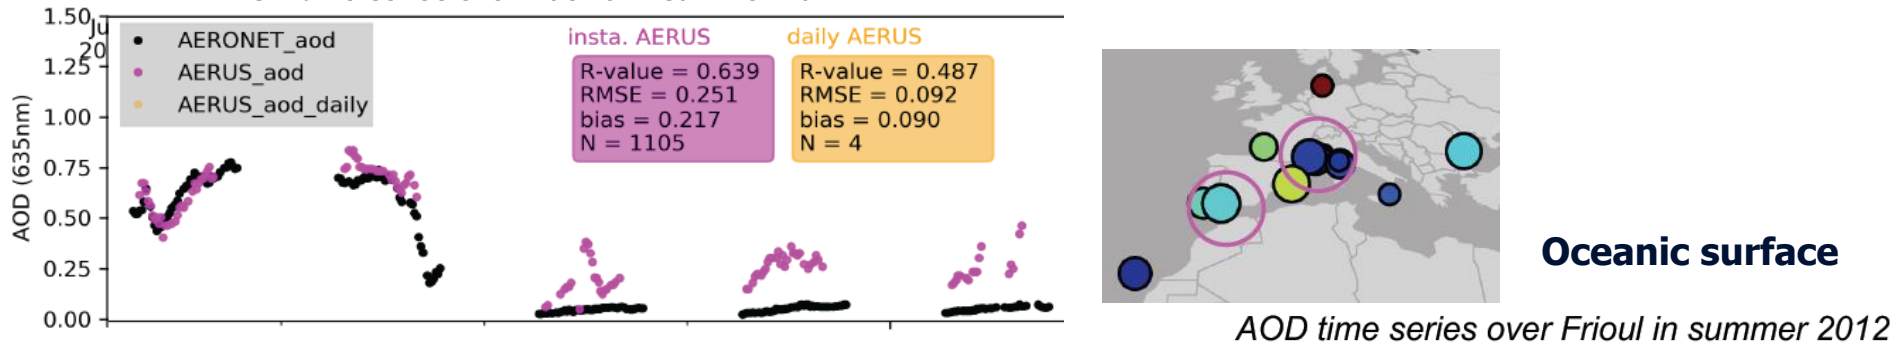 Ju
20
1.50
1.25
1.00
0.75
0.50
0.25
0.00
AOD (635nm)
AERONET_aod
AERUS_aod
AERUS_aod_daily
insta. AERUS
R-value = 0.639
RMSE = 0.251
bias = 0.217
N = 1105
daily AERUS
R-value = 0.487
RMSE = 0.092
bias = 0.090
N = 4
Oceanic surface
AOD time series over Frioul in summer 2012